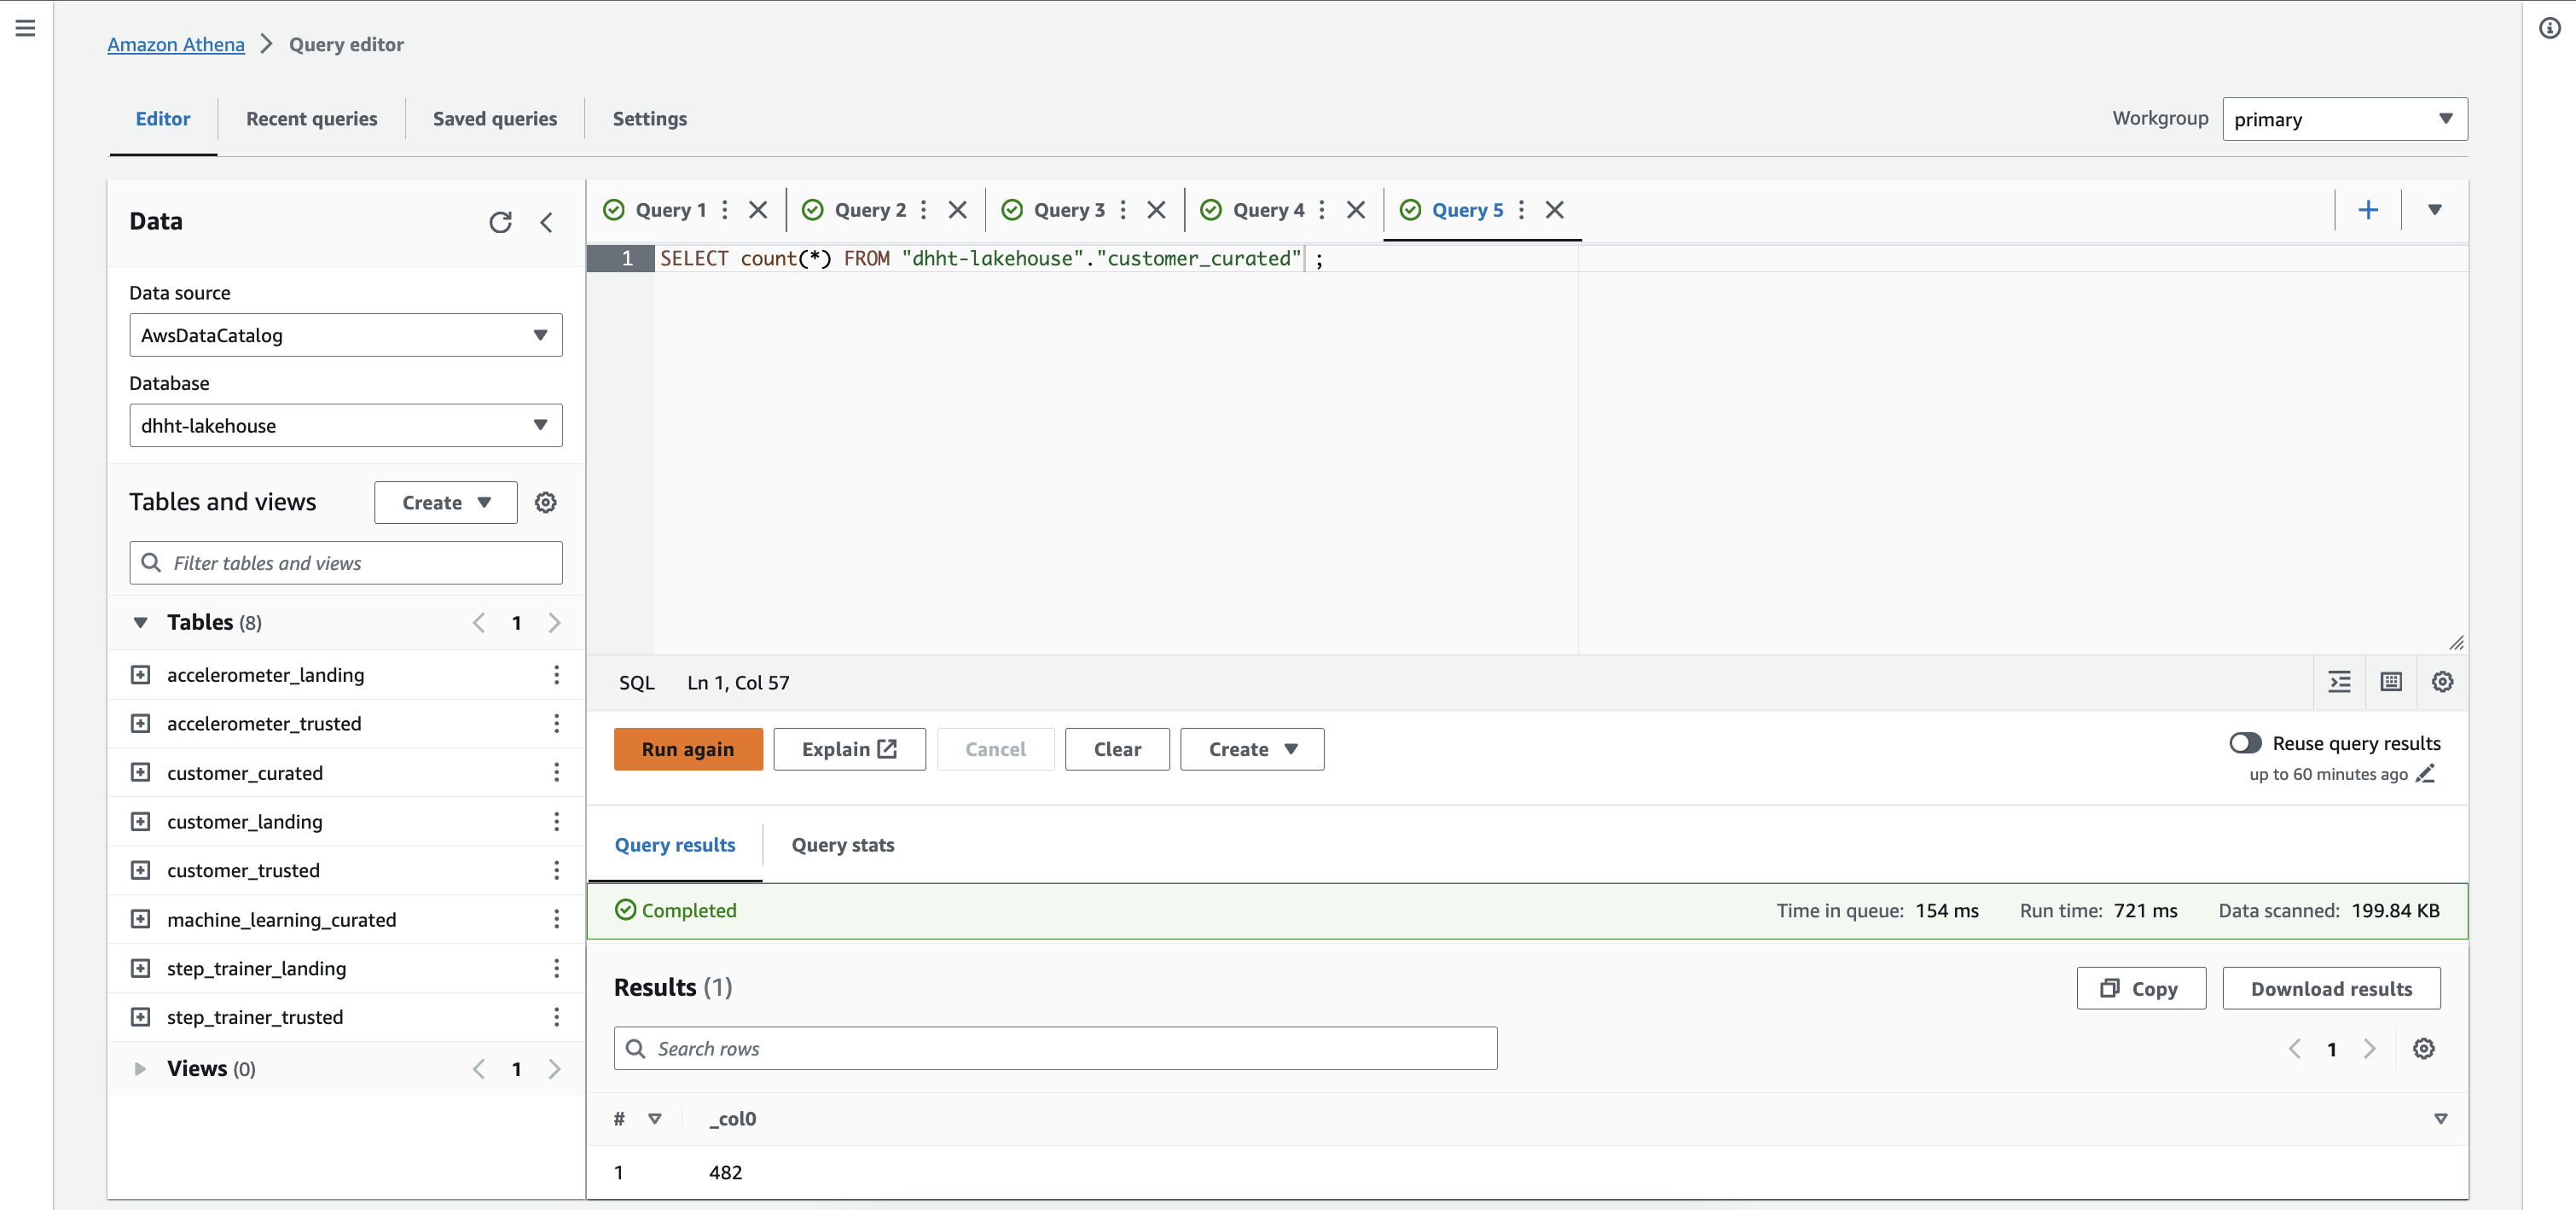 Amazon Athena > Query editor
Editor Recent queries Saved queries Settings
Workgroup primary
Data
Data source
AwsDataCatalog
Database
dhht-lakehouse
Tables and views Create
Filter tables and views
Tables (8) < 1 >
accelerometer_landing
accelerometer_trusted
customer_curated
customer_landing
customer_trusted
machine_learning_curated
step_trainer_landing
step_trainer_trusted
Views (0) < 1 >
Query 1 Query 2 Query 3 Query 4 Query 5
1 SELECT count(*) FROM "dhht-lakehouse"."customer_curated" ;
SQL Ln 1, Col 57
Run again Explain Cancel Clear Create
Reuse query results
up to 60 minutes ago
Query results Query stats
Completed Time in queue: 154 ms Run time: 721 ms Data scanned: 199.84 KB
Results (1) Copy Download results
Search rows < 1 >
# _col0
1 482